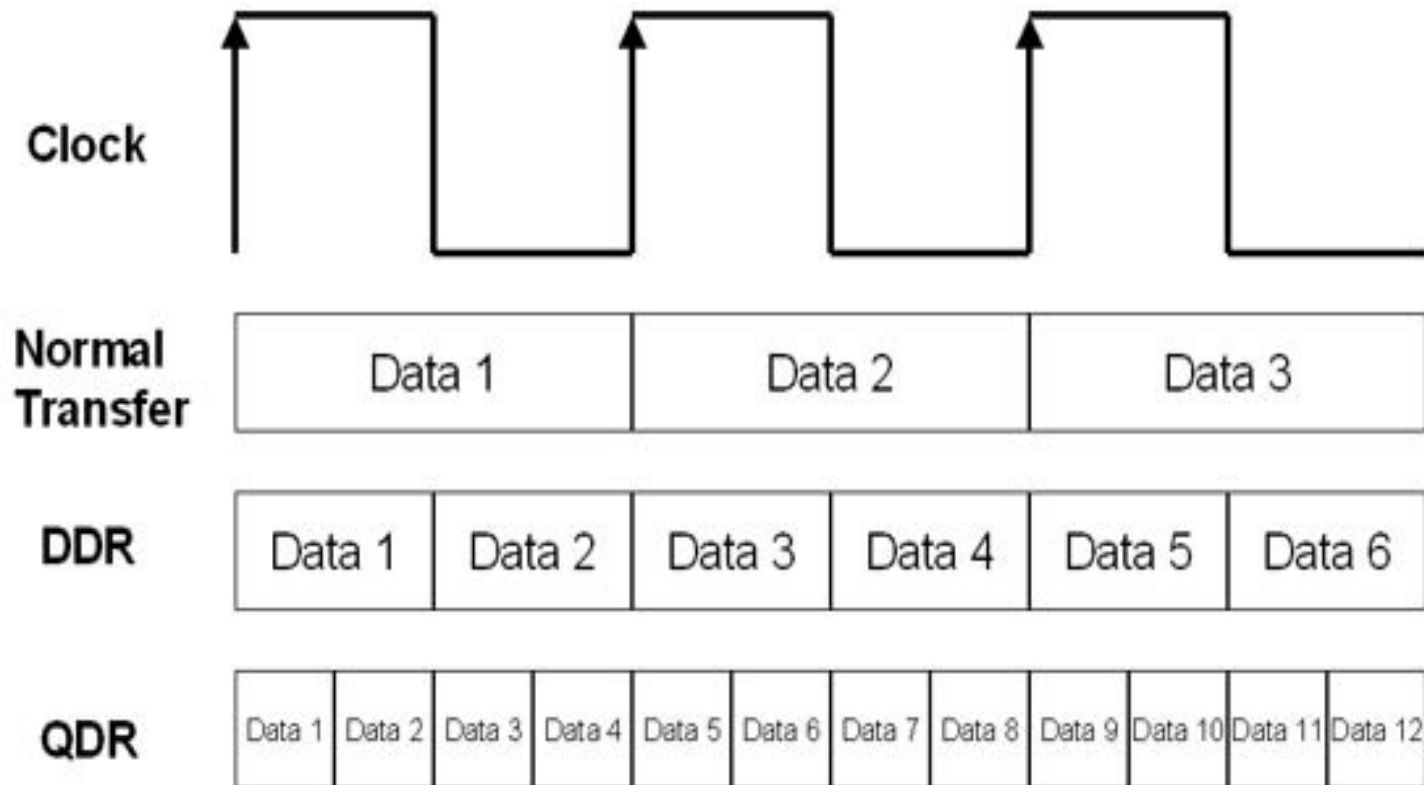 Clock
Normal
Transfer
Data 1 Data 2 Data 3
DDR
Data 1 Data 2 Data 3 Data 4 Data 5 Data 6
QDR
Data 1 Data 2 Data 3 Data 4 Data 5 Data 6 Data 7 Data 8 Data 9 Data 10 Data 11 Data 12